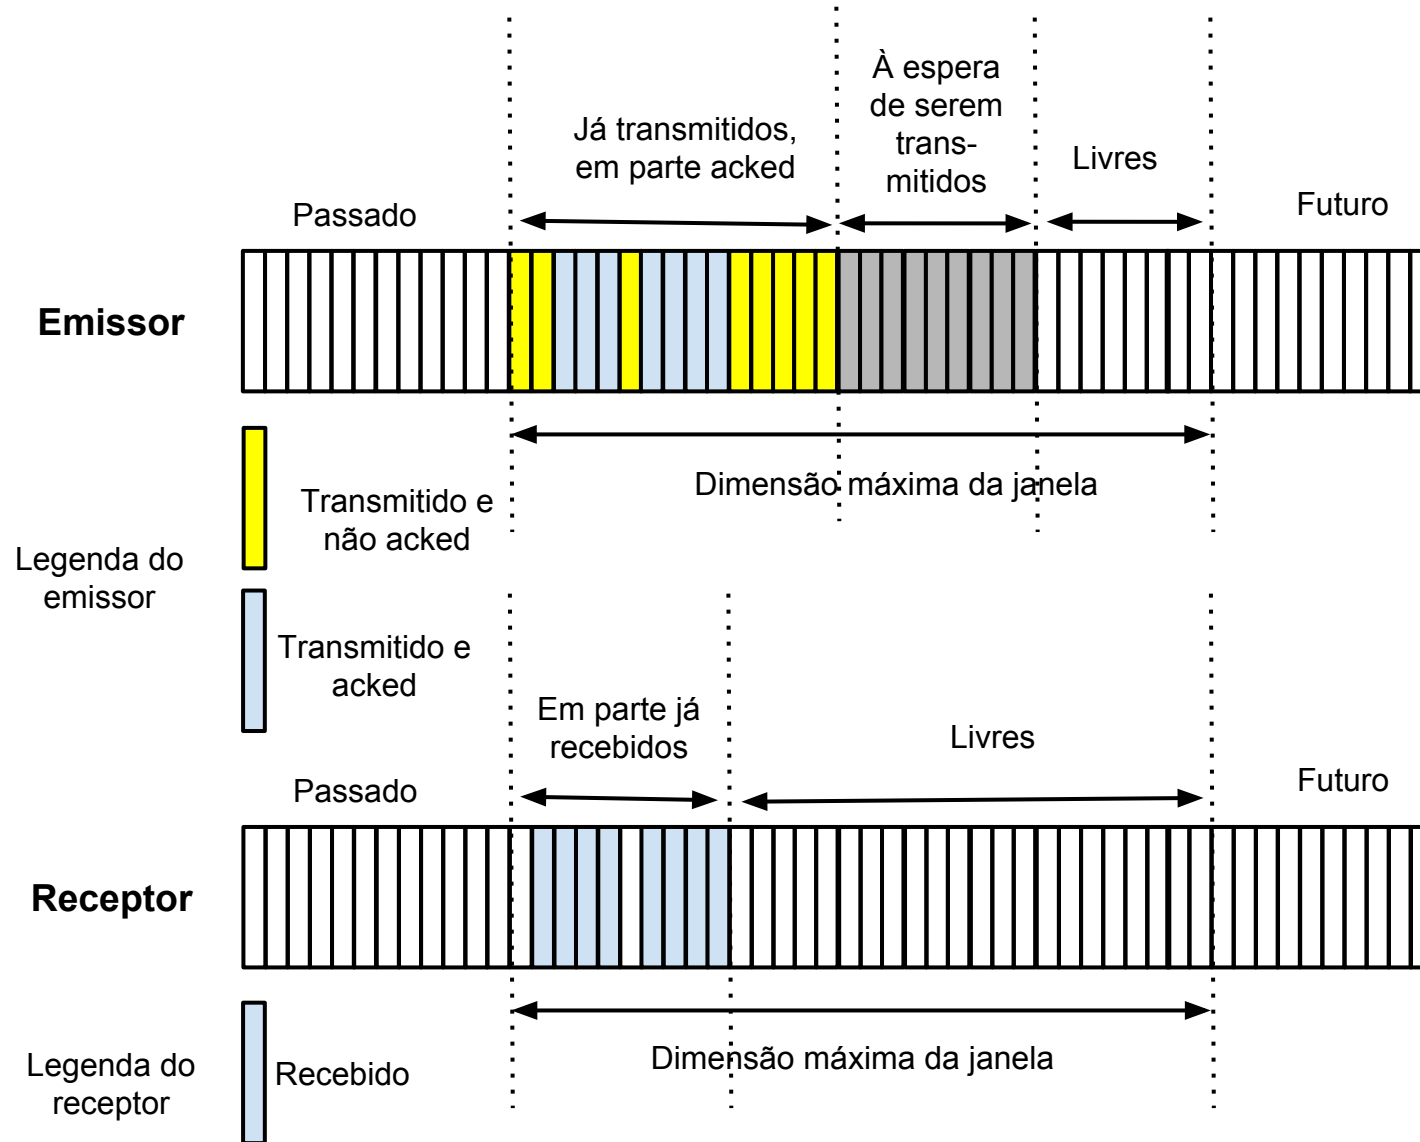 À espera
de serem
trans-
mitidos
Já transmitidos,
em parte acked
Livres
Passado
Futuro
Emissor
Dimensão máxima da janela
Transmitido e
não acked
Legenda do
emissor
Transmitido e
acked
Em parte já
recebidos
Livres
Passado
Futuro
Receptor
Dimensão máxima da janela
Legenda do
receptor
Recebido